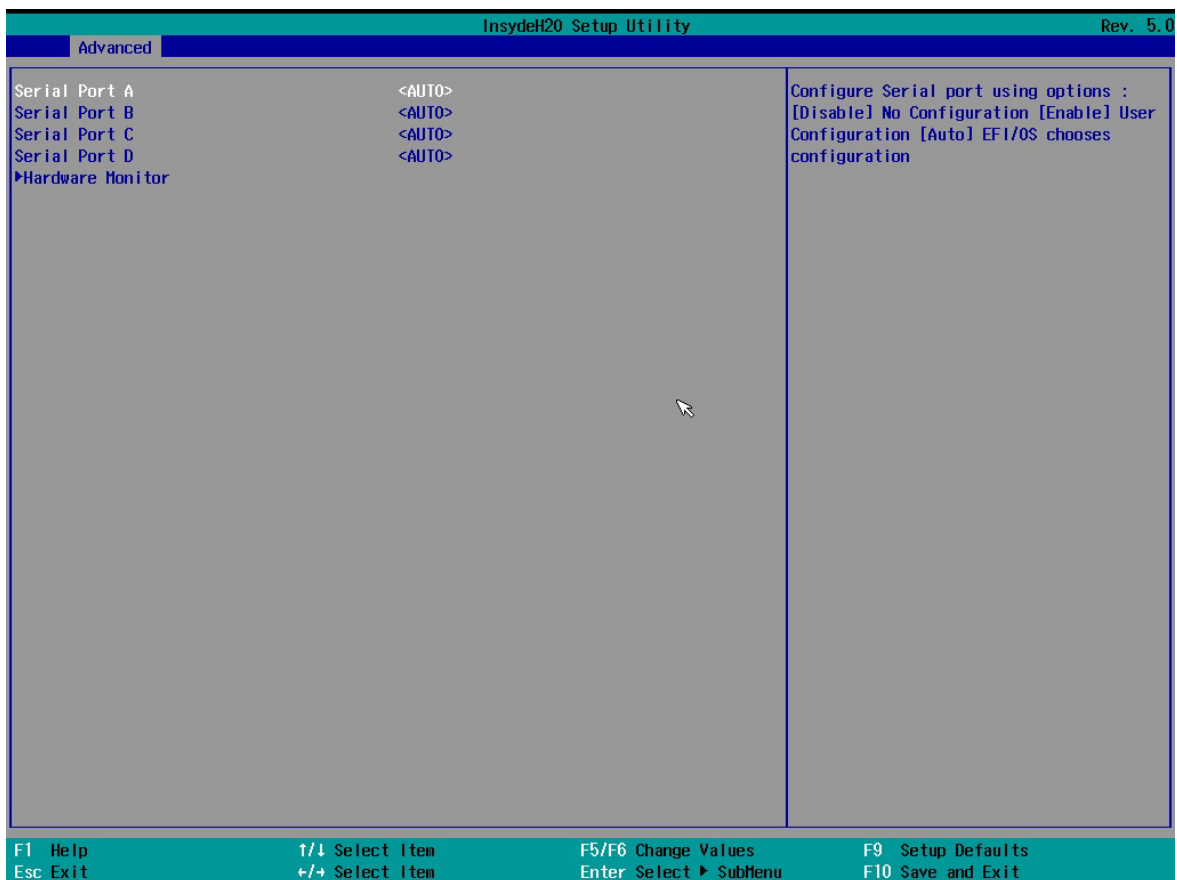 InsydeH2O Setup Utility Rev. 5.0
Advanced
Serial Port A <AUTO>
Serial Port B <AUTO>
Serial Port C <AUTO>
Serial Port D <AUTO>
▶Hardware Monitor
Configure Serial port using options :
[Disable] No Configuration [Enable] User
Configuration [Auto] EFI/OS chooses
configuration
F1 Help ↑/↓ Select Item F5/F6 Change Values F9 Setup Defaults
Esc Exit ←/→ Select Item Enter Select ▶ SubMenu F10 Save and Exit